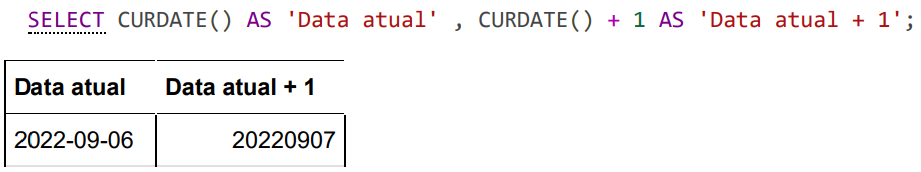 SELECT CURDATE() AS 'Data atual' , CURDATE() + 1 AS 'Data atual + 1';
Data atual Data atual + 1
2022-09-06 20220907